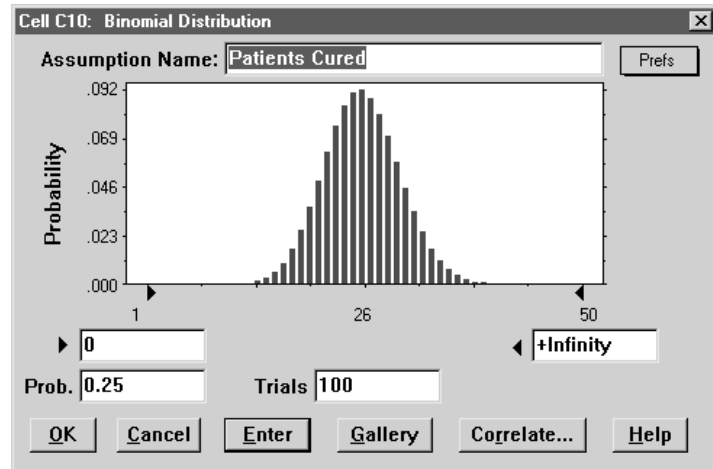 Cell C10: Binomial Distribution
Assumption Name: Patients Cured
Prefs
Probability
.092
.069
.046
.023
.000
1 26 50
0 +Infinity
Prob. 0.25 Trials 100
OK Cancel Enter Gallery Correlate... Help